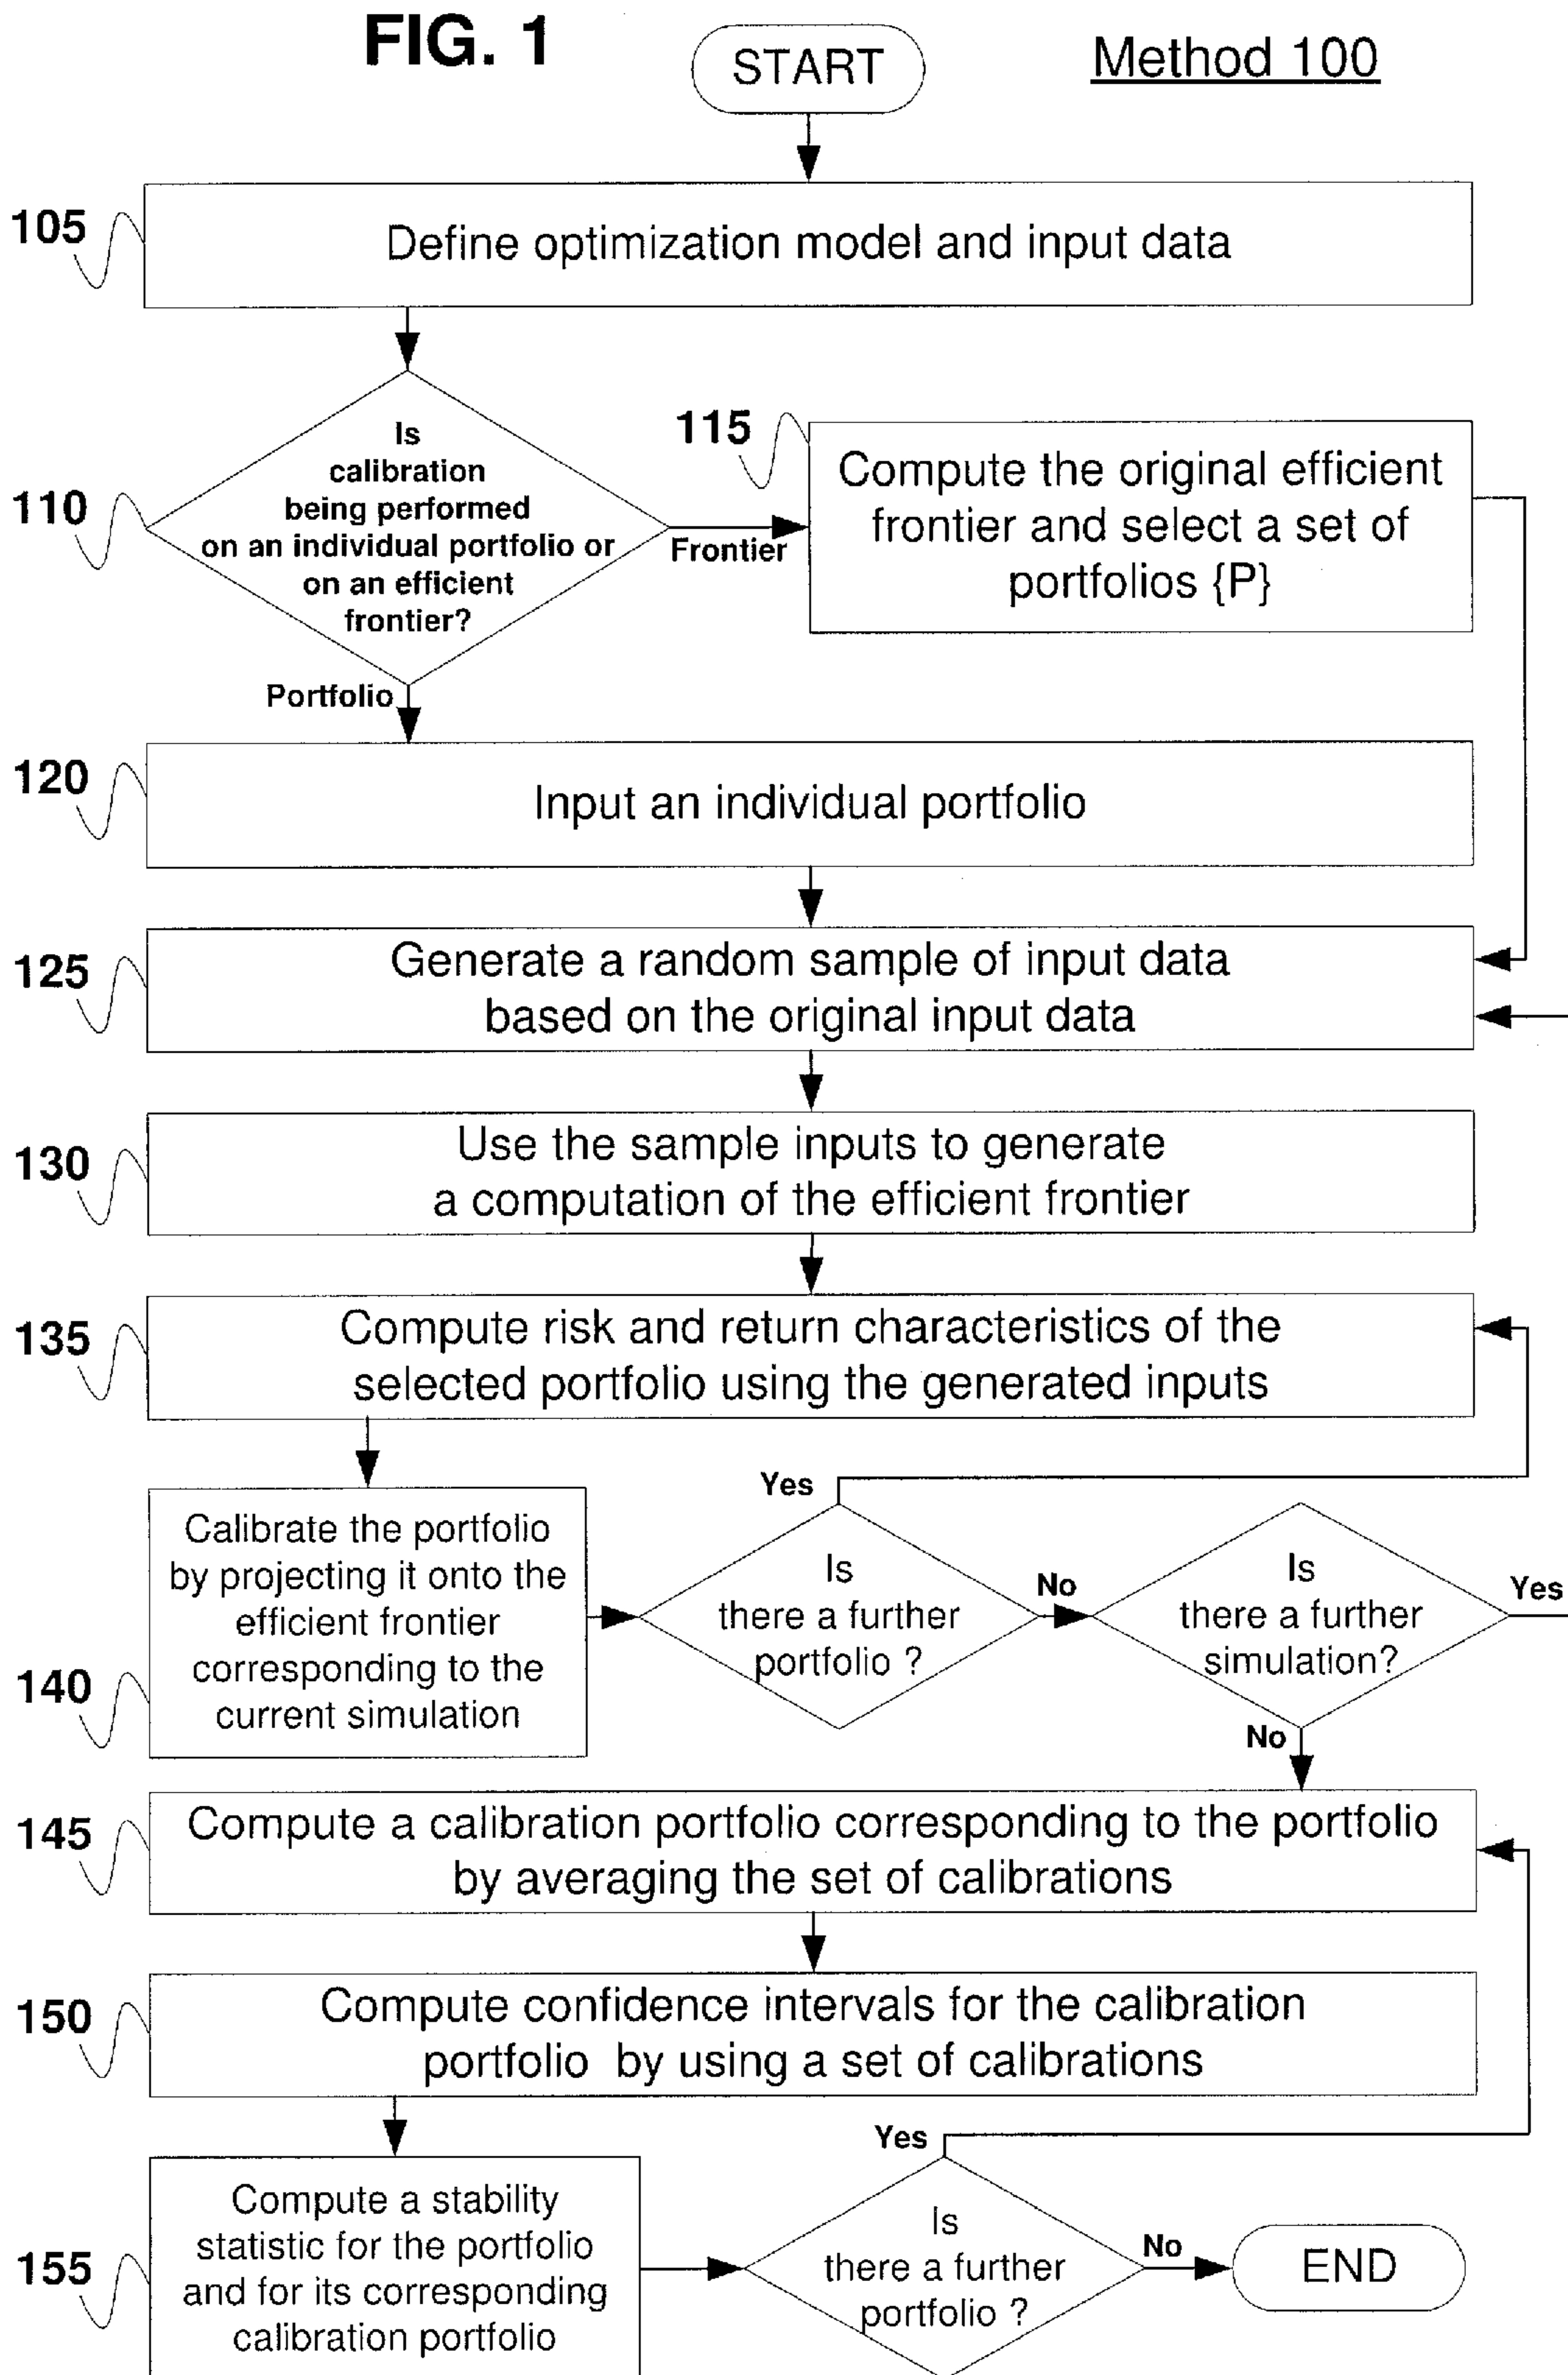 FIG. 1
START
Method 100
105
Define optimization model and input data
110
Is
calibration
being performed
on an individual portfolio or
on an efficient
frontier?
Frontier
115
Compute the original efficient
frontier and select a set of
portfolios {P}
Portfolio
120
Input an individual portfolio
125
Generate a random sample of input data
based on the original input data
130
Use the sample inputs to generate
a computation of the efficient frontier
135
Compute risk and return characteristics of the
selected portfolio using the generated inputs
140
Calibrate the portfolio
by projecting it onto the
efficient frontier
corresponding to the
current simulation
Yes
Is
there a further
portfolio ?
No
Is
there a further
simulation?
Yes
No
145
Compute a calibration portfolio corresponding to the portfolio
by averaging the set of calibrations
150
Compute confidence intervals for the calibration
portfolio by using a set of calibrations
155
Compute a stability
statistic for the portfolio
and for its corresponding
calibration portfolio
Yes
Is
there a further
portfolio ?
No
END